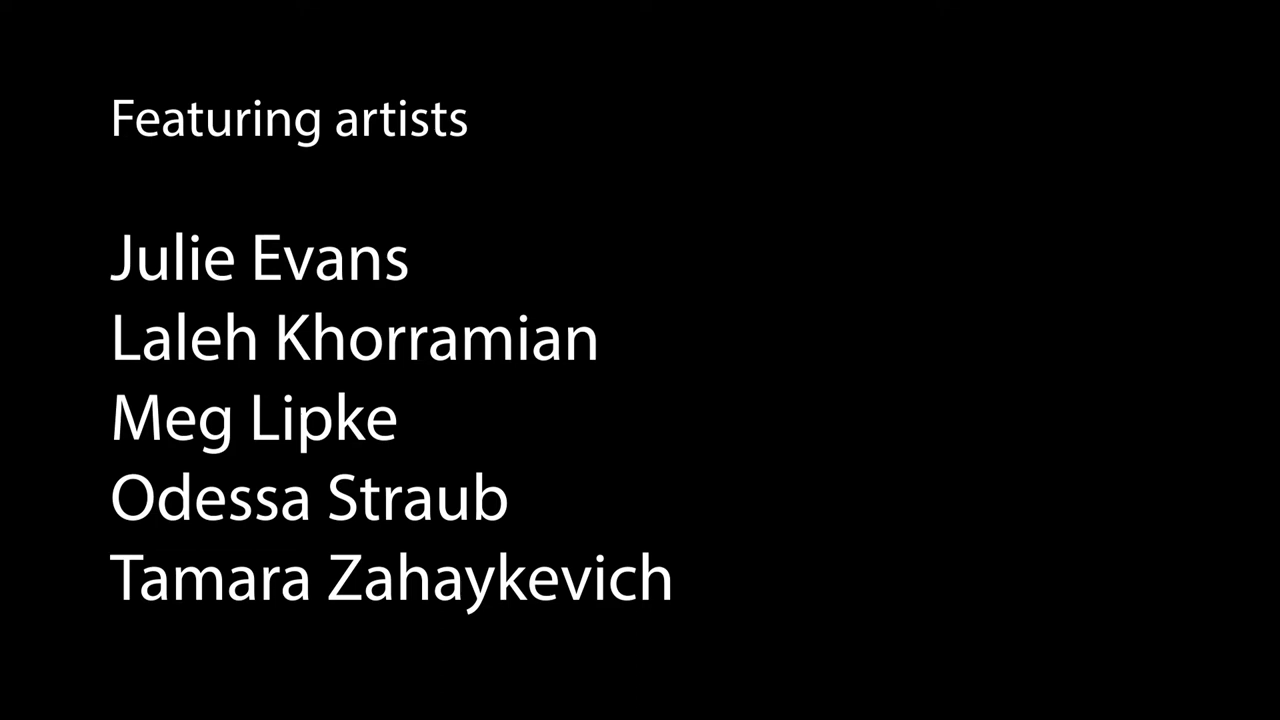 Featuring artists
Julie Evans
Laleh Khorramian
Meg Lipke
Odessa Straub
Tamara Zahaykevich